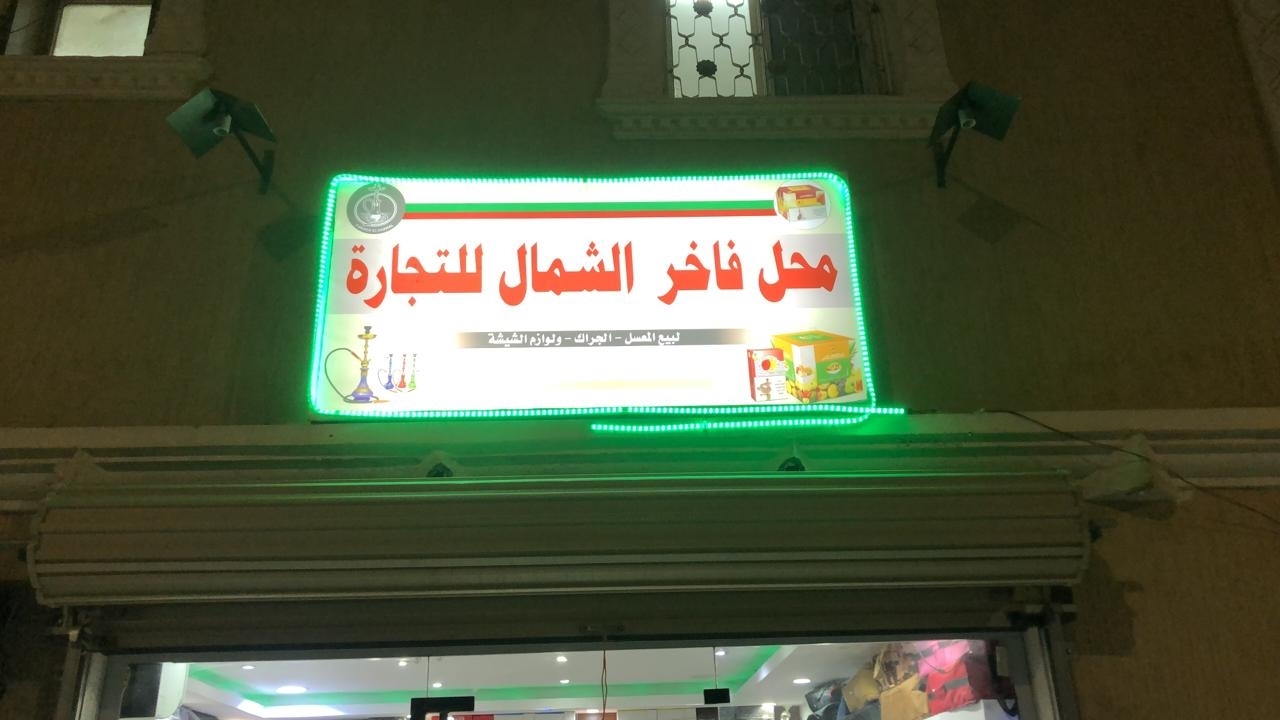 محل فاخر الشمال للتجارة
لبيع المعسل - الجراك - ولوازم الشيشة